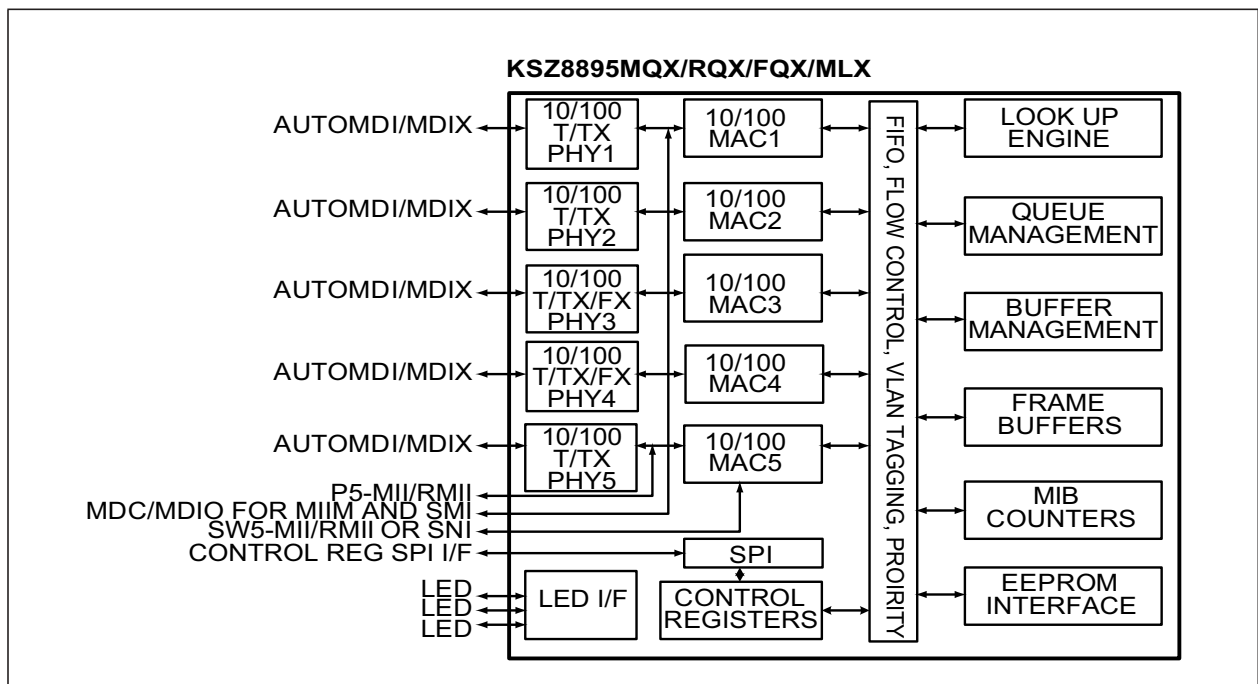 KSZ8895MQX/RQX/FQX/MLX
AUTOMDI/MDIX
10/100
T/TX
PHY1
10/100
MAC1
LOOK UP
ENGINE
AUTOMDI/MDIX
10/100
T/TX
PHY2
10/100
MAC2
QUEUE
MANAGEMENT
AUTOMDI/MDIX
10/100
T/TX/FX
PHY3
10/100
MAC3
BUFFER
MANAGEMENT
AUTOMDI/MDIX
10/100
T/TX/FX
PHY4
10/100
MAC4
FRAME
BUFFERS
AUTOMDI/MDIX
10/100
T/TX
PHY5
10/100
MAC5
FIFO, FLOW CONTROL, VLAN TAGGING, PROIRITY
P5-MII/RMII
MDC/MDIO FOR MIIM AND SMI
SW5-MII/RMII OR SNI
MIB
COUNTERS
CONTROL REG SPI I/F
SPI
LED
LED
LED
LED I/F
CONTROL
REGISTERS
EEPROM
INTERFACE